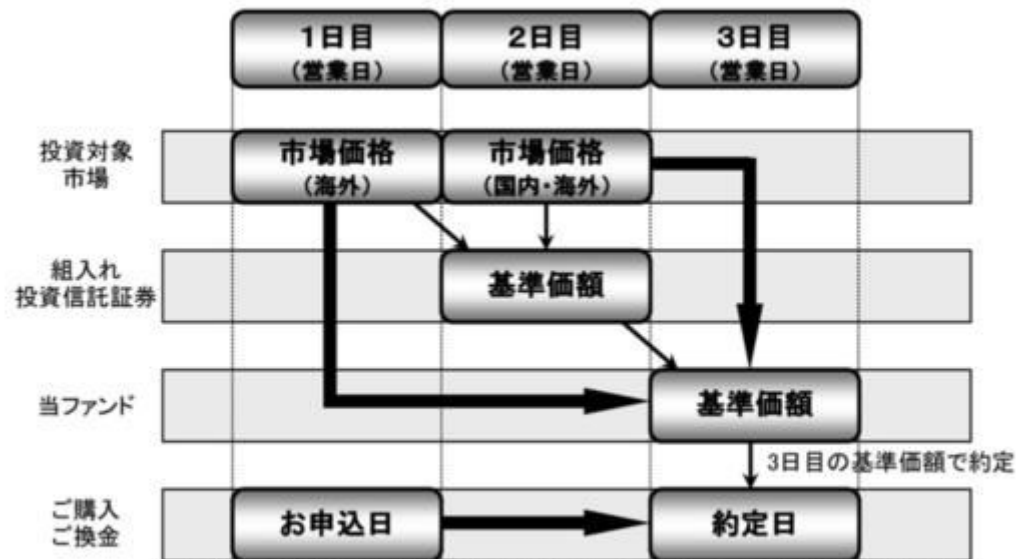 1日目
(営業日)
2日目
(営業日)
3日目
(営業日)
投資対象
市場
市場価格
(海外)
市場価格
(国内・海外)
組入れ
投資信託証券
基準価額
当ファンド
基準価額
3日目の基準価額で約定
ご購入
ご換金
お申込日
約定日